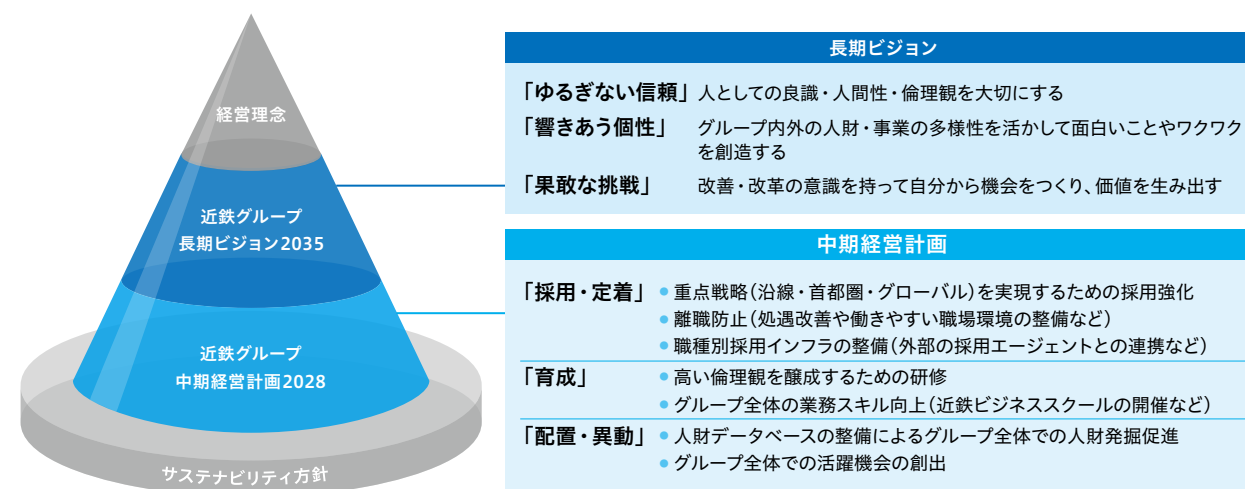 経営理念
近鉄グループ
長期ビジョン2035
近鉄グループ
中期経営計画2028
サステナビリティ方針
長期ビジョン
「ゆるぎない信頼」 人としての良識・人間性・倫理観を大切にする
「響きあう個性」 グループ内外の人財・事業の多様性を活かして面白いことやワクワク
を創造する
「果敢な挑戦」 改善・改革の意識を持って自分から機会をつくり、価値を生み出す
中期経営計画
「採用・定着」 ● 重点戦略(沿線・首都圏・グローバル)を実現するための採用強化
● 離職防止(処遇改善や働きやすい職場環境の整備など)
● 職種別採用インフラの整備(外部の採用エージェントとの連携など)
「育成」 ● 高い倫理観を醸成するための研修
● グループ全体の業務スキル向上(近鉄ビジネススクールの開催など)
「配置・異動」 ● 人財データベースの整備によるグループ全体での人財発掘促進
● グループ全体での活躍機会の創出